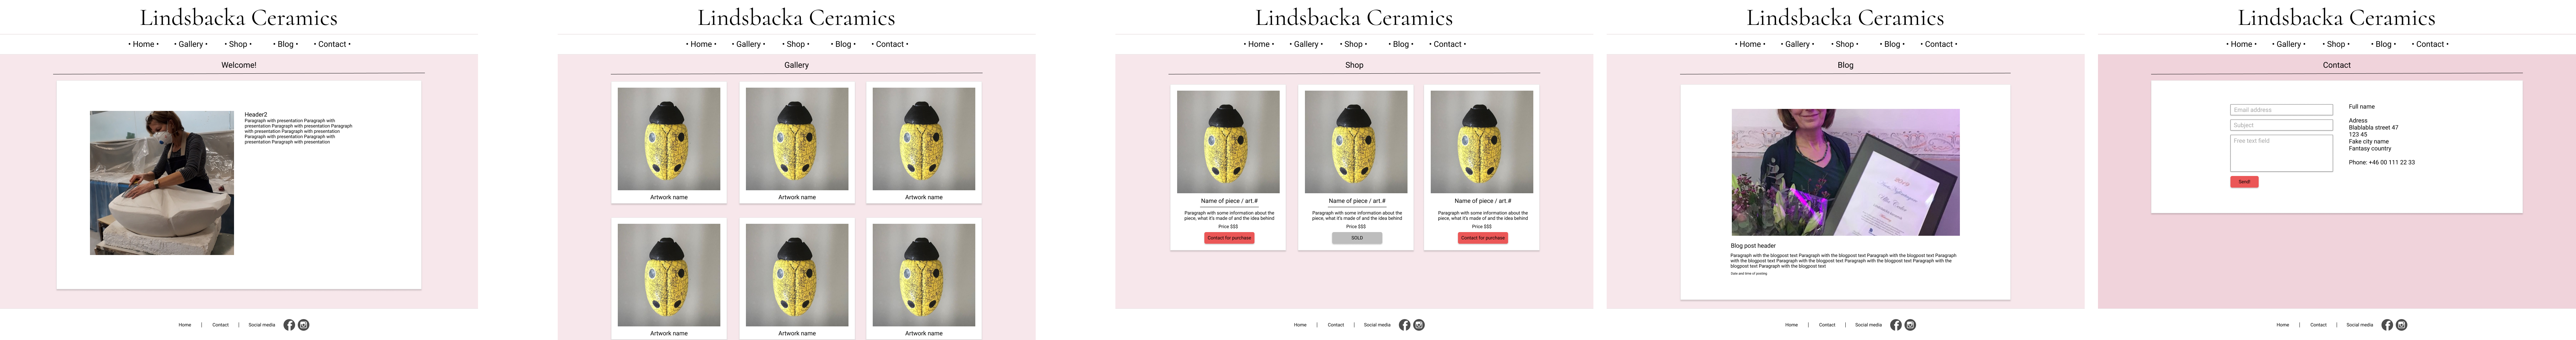 Lindsbacka Ceramics
• Home • • Gallery • • Shop • • Blog • • Contact •
Welcome!
Header2
Paragraph with presentation Paragraph with
presentation Paragraph with presentation Paragraph
with presentation Paragraph with presentation
Paragraph with presentation Paragraph with
presentation Paragraph with presentation
Home | Contact | Social media
Lindsbacka Ceramics
• Home • • Gallery • • Shop • • Blog • • Contact •
Gallery
Artwork name Artwork name Artwork name
Artwork name Artwork name Artwork name
Lindsbacka Ceramics
• Home • • Gallery • • Shop • • Blog • • Contact •
Shop
Name of piece / art.#
Paragraph with some information about the
piece, what it's made of and the idea behind
Price $$$
Contact for purchase
Name of piece / art.#
Paragraph with some information about the
piece, what it's made of and the idea behind
Price $$$
SOLD
Name of piece / art.#
Paragraph with some information about the
piece, what it's made of and the idea behind
Price $$$
Contact for purchase
Home | Contact | Social media
Lindsbacka Ceramics
• Home • • Gallery • • Shop • • Blog • • Contact •
Blog
Blog post header
Paragraph with the blogpost text Paragraph with the blogpost text Paragraph with the blogpost text Paragraph
with the blogpost text Paragraph with the blogpost text Paragraph with the blogpost text Paragraph with the
blogpost text Paragraph with the blogpost text
Date and time of posting
Home | Contact | Social media
Lindsbacka Ceramics
• Home • • Gallery • • Shop • • Blog • • Contact •
Contact
Email address
Subject
Free text field
Send!
Full name
Adress
Blablabla street 47
123 45
Fake city name
Fantasy country
Phone: +46 00 111 22 33
Home | Contact | Social media